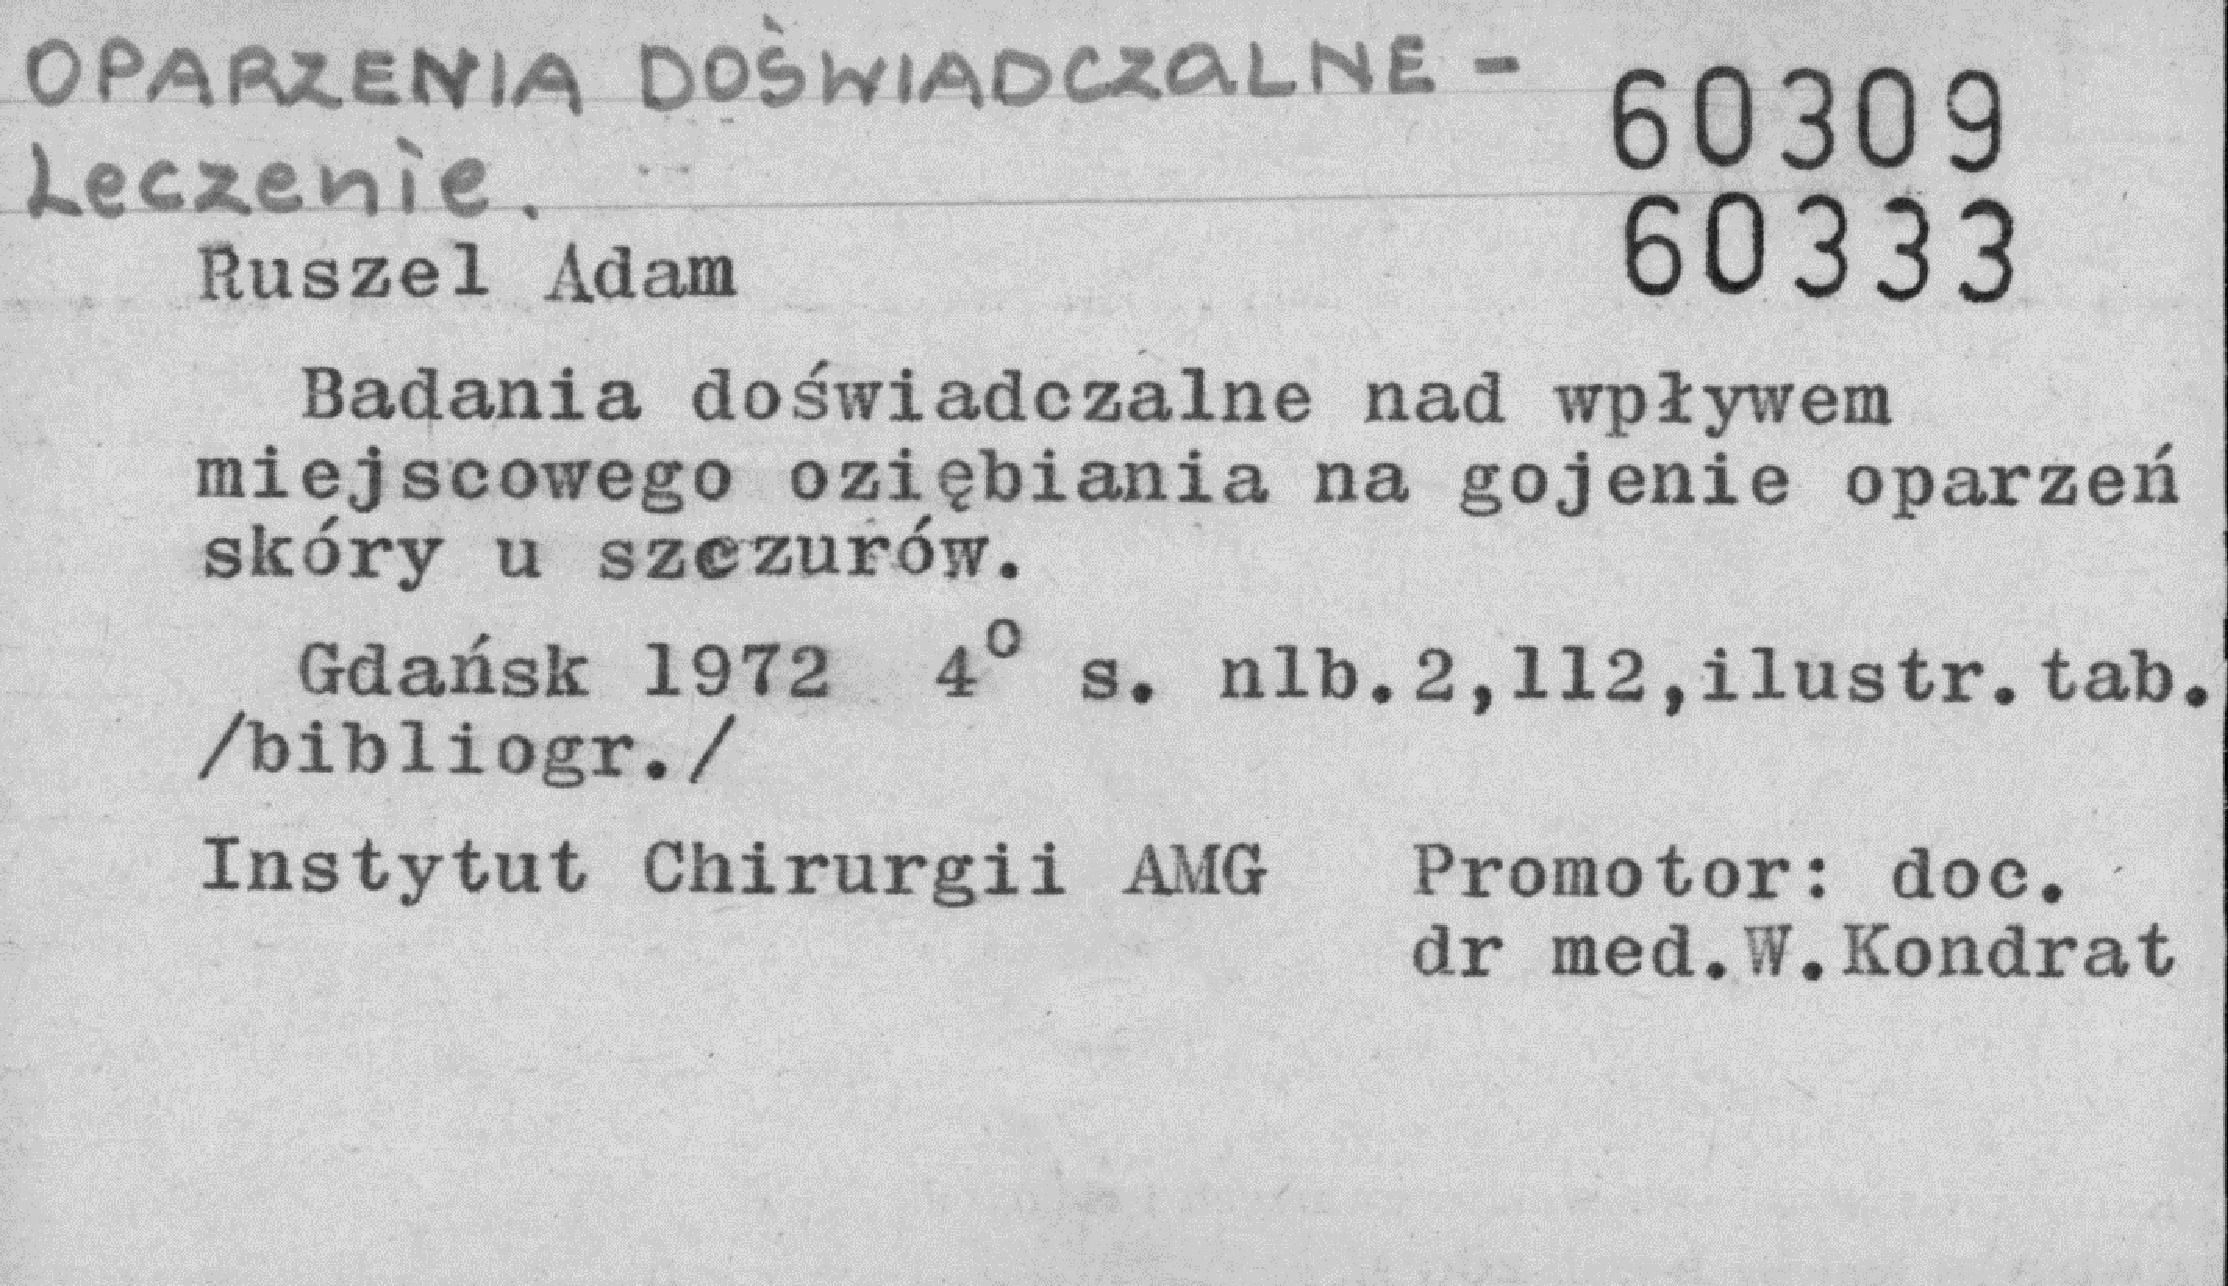 OPARZENIA DOŚWIADCZALNE -
Leczenie.
60309
60333
Ruszel Adam
Badania doświadczalne nad wpływem
miejscowego oziębiania na gojenie oparzeń
skóry u szczurów.
Gdańsk 1972 4° s. nlb.2,112,ilustr.tab.
/bibliogr./
Instytut Chirurgii AMG Promotor: doc.
dr med.W.Kondrat